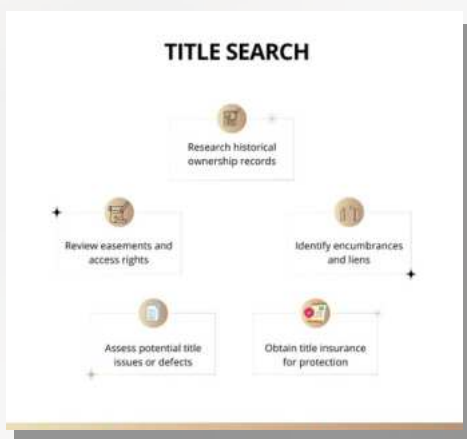 TITLE SEARCH
Research historical
ownership records
Review easements and
access rights
Identify encumbrances
and liens
Assess potential title
issues or defects
Obtain title insurance
for protection